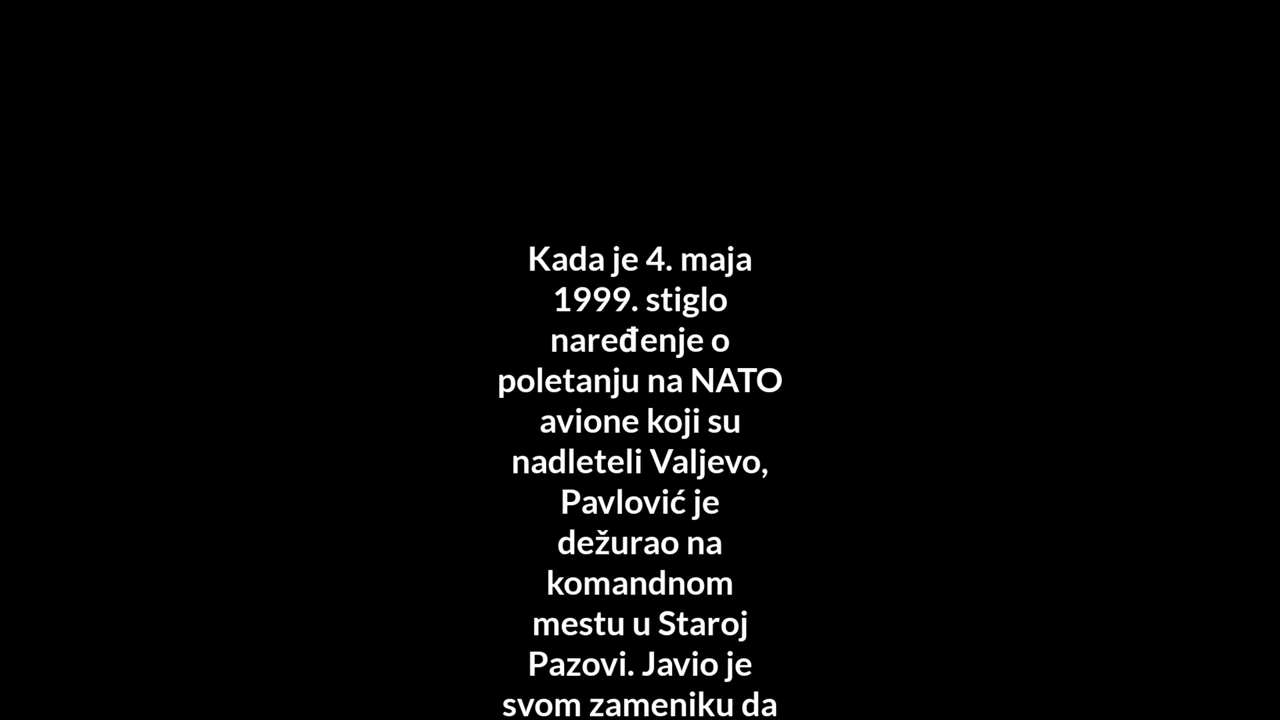 Kada je 4. maja
1999. stiglo
naređenje o
poletanju na NATO
avione koji su
nadleteli Valjevo,
Pavlović je
dežurao na
komandnom
mestu u Staroj
Pazovi. Javio je
svom zameniku da